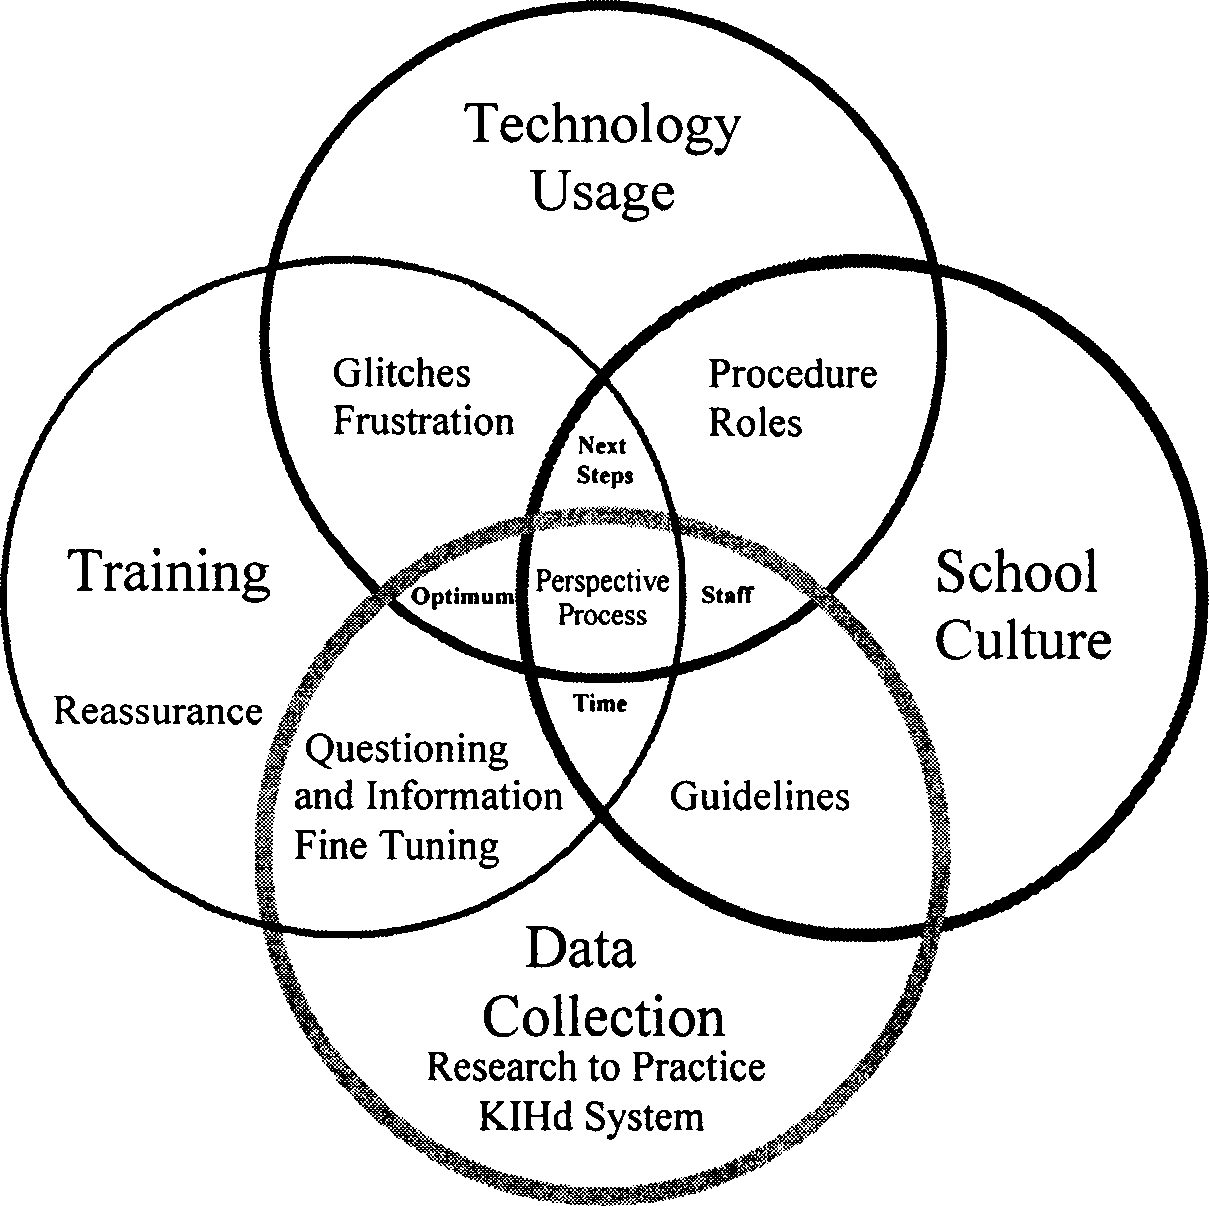 Technology
Usage
Glitches
Frustration
Procedure
Roles
Next
Steps
Training
Optimum
Perspective
Process
Staff
School
Culture
Reassurance
Time
Questioning
and Information
Fine Tuning
Guidelines
Data
Collection
Research to Practice
KIHd System